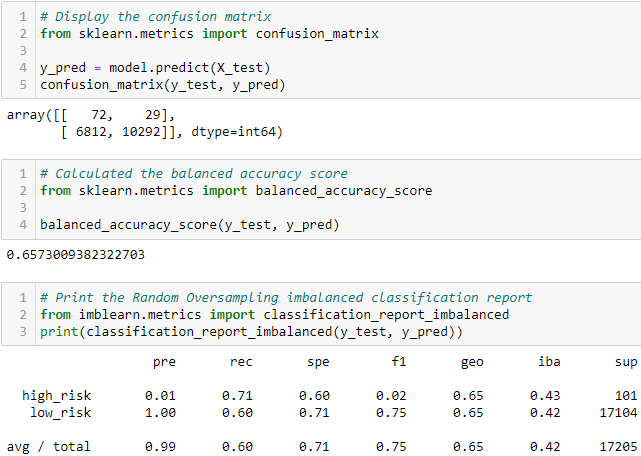 1 # Display the confusion matrix
2 from sklearn.metrics import confusion_matrix
3
4 y_pred = model.predict(X_test)
5 confusion_matrix(y_test, y_pred)
array([[   72,    29],
       [ 6812, 10292]], dtype=int64)
1 # Calculated the balanced accuracy score
2 from sklearn.metrics import balanced_accuracy_score
3
4 balanced_accuracy_score(y_test, y_pred)
0.6573009382322703
1 # Print the Random Oversampling imbalanced classification report
2 from imblearn.metrics import classification_report_imbalanced
3 print(classification_report_imbalanced(y_test, y_pred))
pre rec spe f1 geo iba sup
high_risk 0.01 0.71 0.60 0.02 0.65 0.43 101
low_risk 1.00 0.60 0.71 0.75 0.65 0.42 17104
avg / total 0.99 0.60 0.71 0.75 0.65 0.42 17205